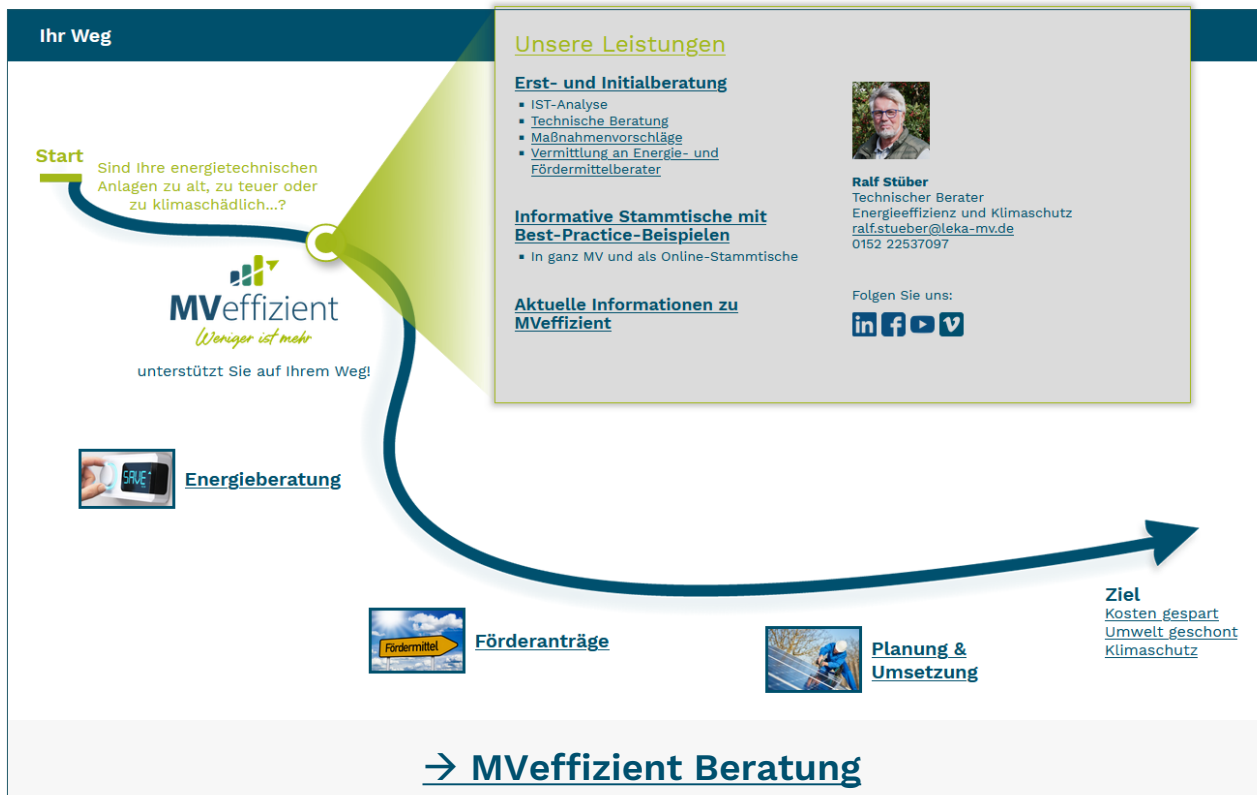 Ihr Weg
Unsere Leistungen
Erst- und Initialberatung
▪ IST-Analyse
▪ Technische Beratung
▪ Maßnahmenvorschläge
▪ Vermittlung an Energie- und
Fördermittelberater
Informative Stammtische mit
Best-Practice-Beispielen
▪ In ganz MV und als Online-Stammtische
Aktuelle Informationen zu
MVeffizient
Ralf Stüber
Technischer Berater
Energieeffizienz und Klimaschutz
ralf.stueber@leka-mv.de
0152 22537097
Folgen Sie uns:
in f v
Start
Sind Ihre energietechnischen
Anlagen zu alt, zu teuer oder
zu klimaschädlich...?
MVeffizient
Weniger ist mehr
unterstützt Sie auf Ihrem Weg!
SAVE
Energieberatung
Fördermittel
Förderanträge
Planung &
Umsetzung
Ziel
Kosten gespart
Umwelt geschont
Klimaschutz
→ MVeffizient Beratung